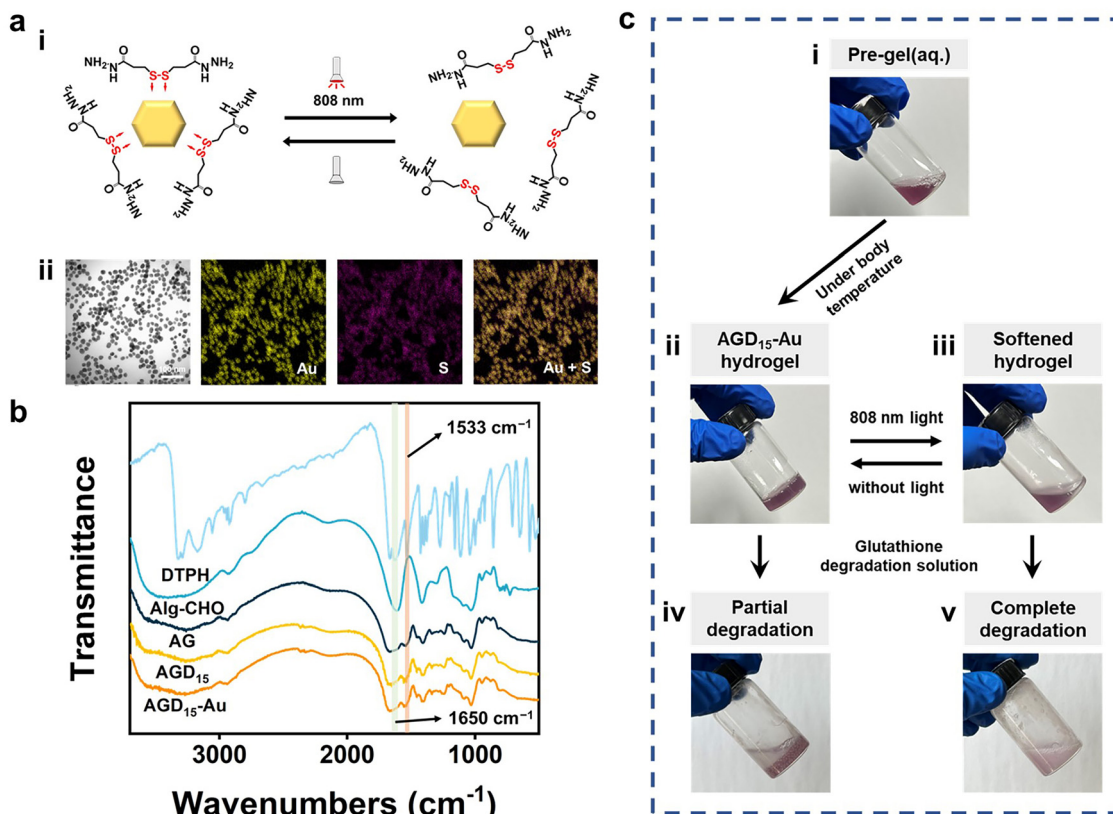 a
i
O
N
H
NH₂
S-S
808 nm
ii
Au
S
Au + S
b
Transmittance
1533 cm⁻¹
DTPH
Alg-CHO
AG
AGD₁₅
AGD₁₅-Au
1650 cm⁻¹
3000
2000
1000
Wavenumbers (cm⁻¹)
c
i
Pre-gel(aq.)
Under body
temperature
ii
AGD₁₅-Au
hydrogel
iii
Softened
hydrogel
808 nm light
without light
Glutathione
degradation solution
iv
Partial
degradation
v
Complete
degradation